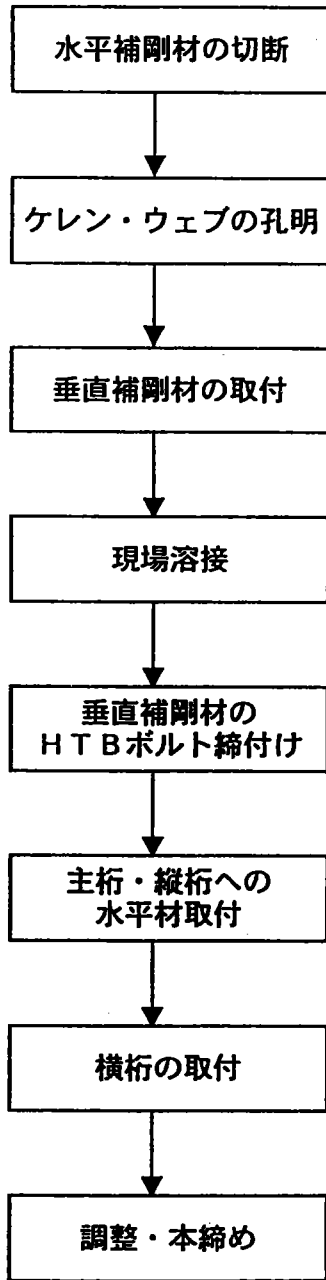 水平補剛材の切断
ケレン・ウェブの孔明
垂直補剛材の取付
現場溶接
垂直補剛材の
ＨＴＢボルト締付け
主桁・縦桁への
水平材取付
横桁の取付
調整・本締め